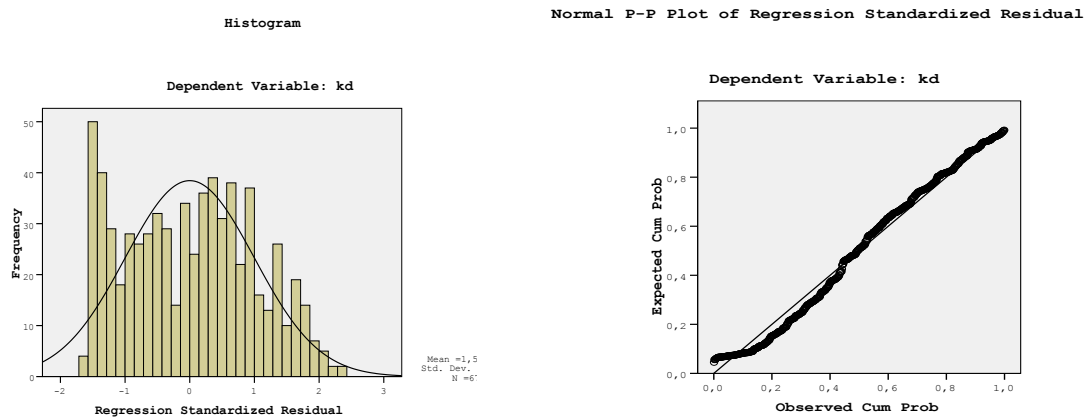 Histogram
Dependent Variable: kd
Frequency
50
40
30
20
10
0
-2 -1 0 1 2 3
Regression Standardized Residual
Mean =1,5
Std. Dev.
Normal P-P Plot of Regression Standardized Residual
Dependent Variable: kd
Expected Cum Prob
1,0
0,8
0,6
0,4
0,2
0,0
0,0 0,2 0,4 0,6 0,8 1,0
Observed Cum Prob